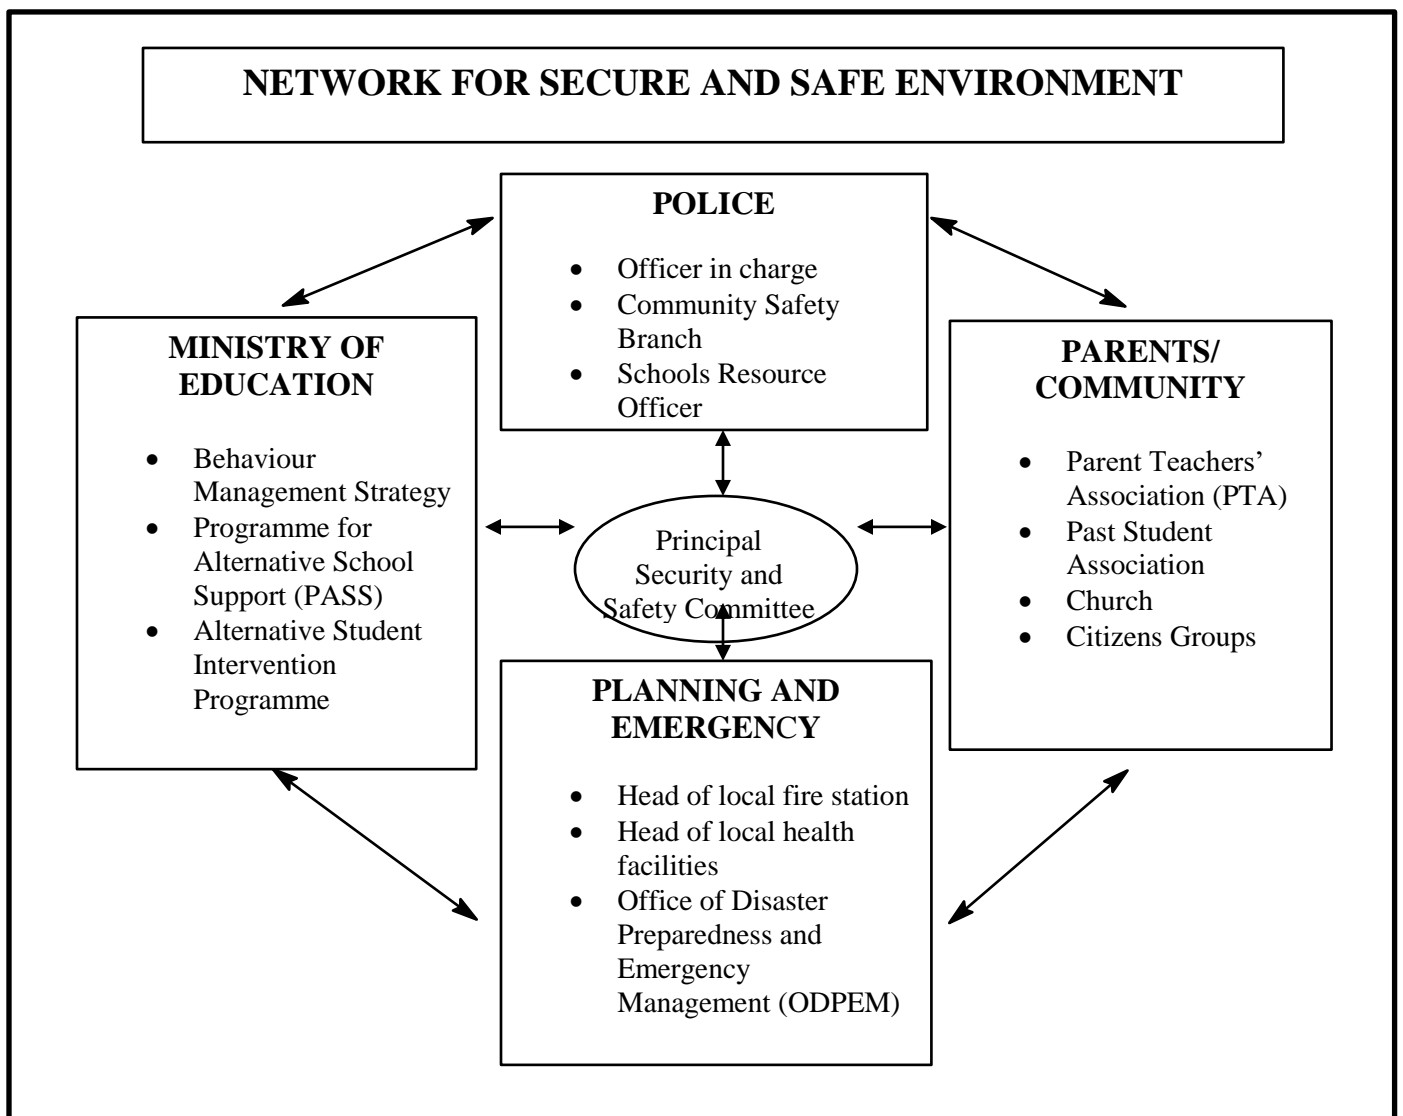 NETWORK FOR SECURE AND SAFE ENVIRONMENT
POLICE
• Officer in charge
• Community Safety
Branch
• Schools Resource
Officer
MINISTRY OF
EDUCATION
• Behaviour
Management Strategy
• Programme for
Alternative School
Support (PASS)
• Alternative Student
Intervention
Programme
Principal
Security and
Safety Committee
PARENTS/
COMMUNITY
• Parent Teachers’
Association (PTA)
• Past Student
Association
• Church
• Citizens Groups
PLANNING AND
EMERGENCY
• Head of local fire station
• Head of local health
facilities
• Office of Disaster
Preparedness and
Emergency
Management (ODPEM)